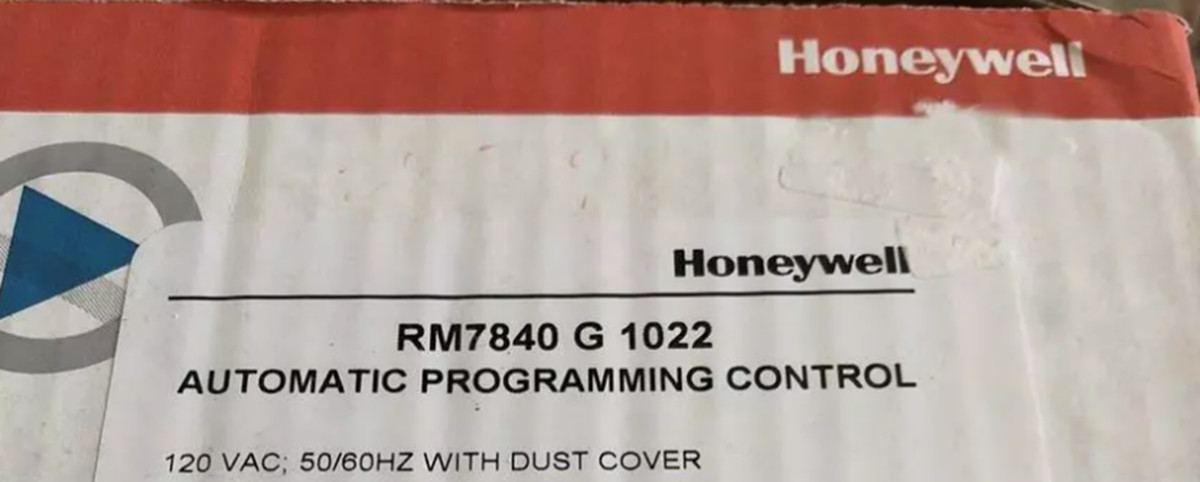 Honeywell
Honeywell
RM7840 G 1022
AUTOMATIC PROGRAMMING CONTROL
120 VAC; 50/60HZ WITH DUST COVER